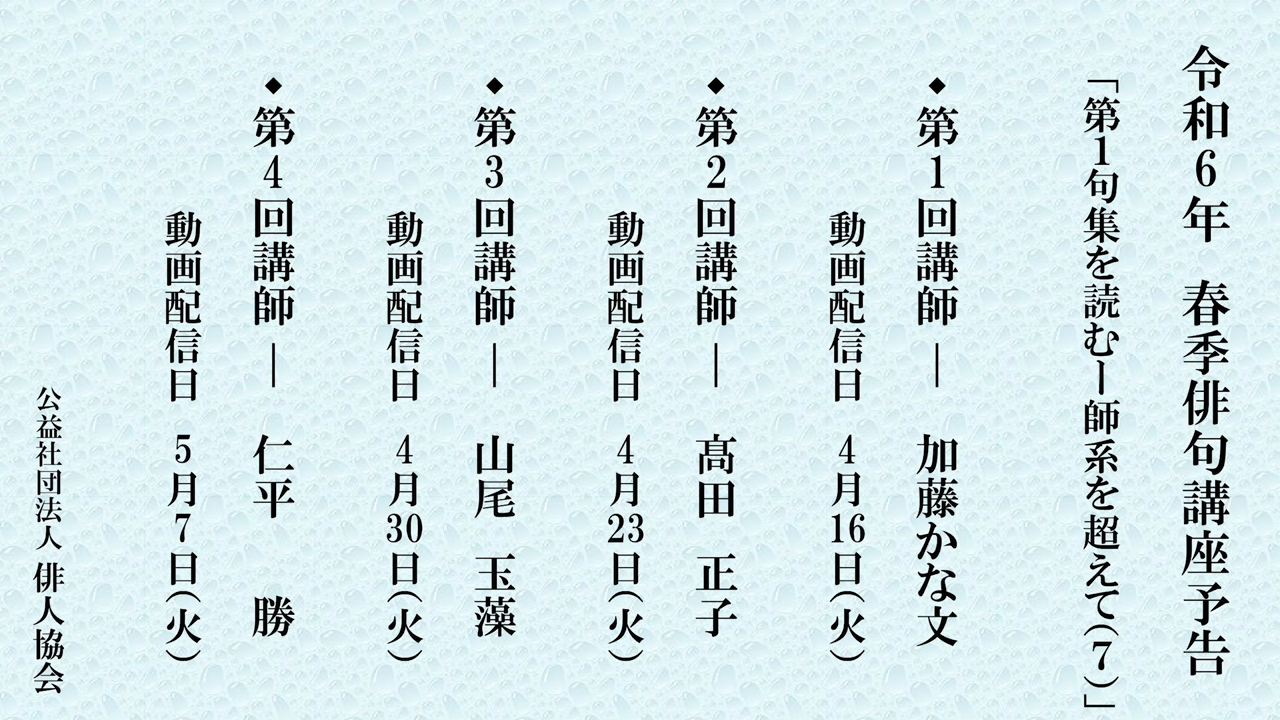 令和6年　春季俳句講座予告
「第1句集を読むー師系を超えて(7)」
◆第1回講師―　加藤かな文
動画配信日　4月16日(火)
◆第2回講師―　髙田　正子
動画配信日　4月23日(火)
◆第3回講師―　山尾　玉藻
動画配信日　4月30日(火)
◆第4回講師―　仁平　　勝
動画配信日　5月7日(火)
公益社団法人 俳人協会